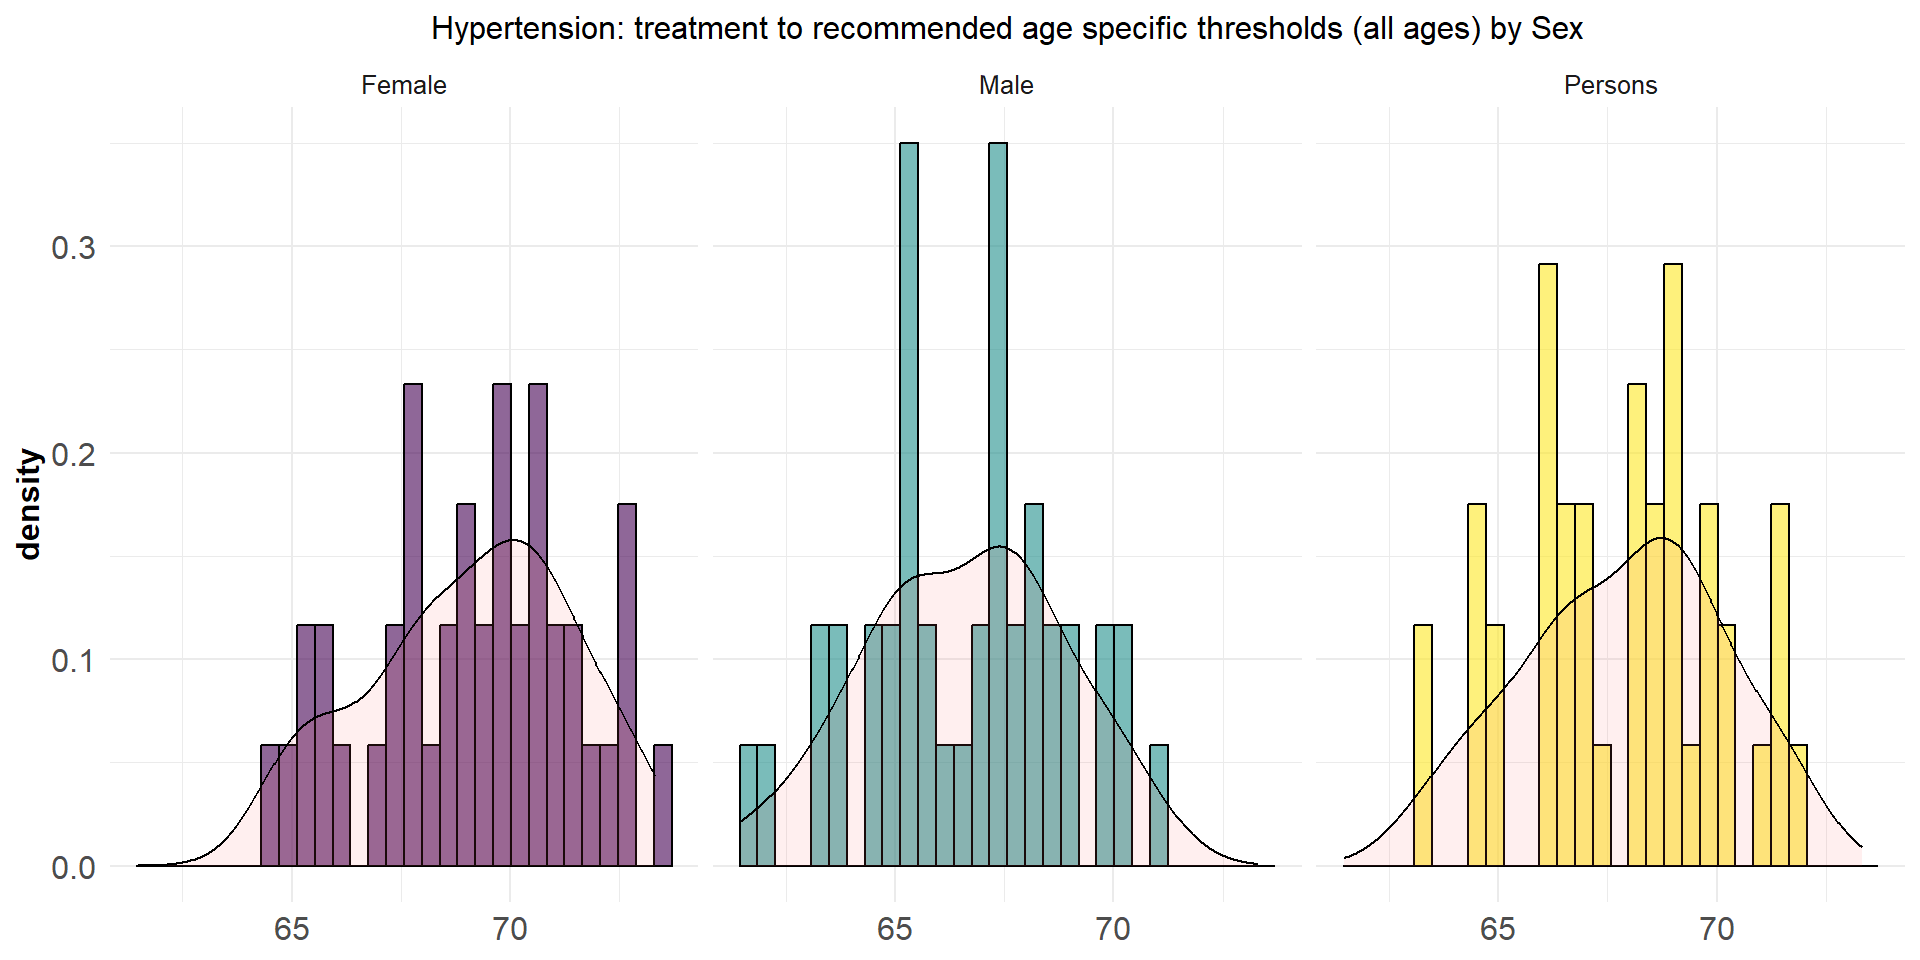 Hypertension: treatment to recommended age specific thresholds (all ages) by Sex
Female
Male
Persons
density
0.3
0.2
0.1
0.0
65
70
65
70
65
70